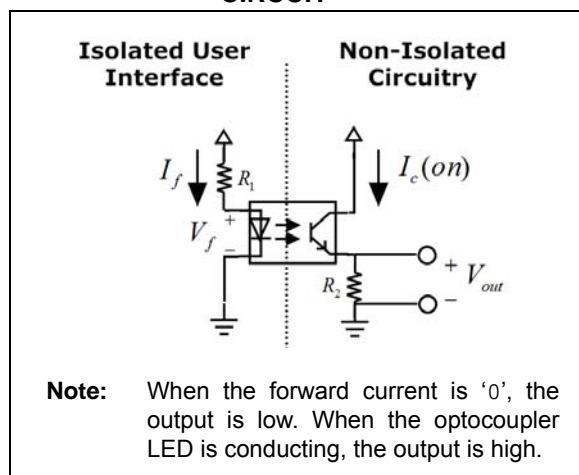 CIRCUIT
Isolated User Non-Isolated
Interface Circuitry
I_f R_1 I_c(on)
+
V_f
−
R_2 + V_out
−
Note: When the forward current is ‘0’, the
output is low. When the optocoupler
LED is conducting, the output is high.